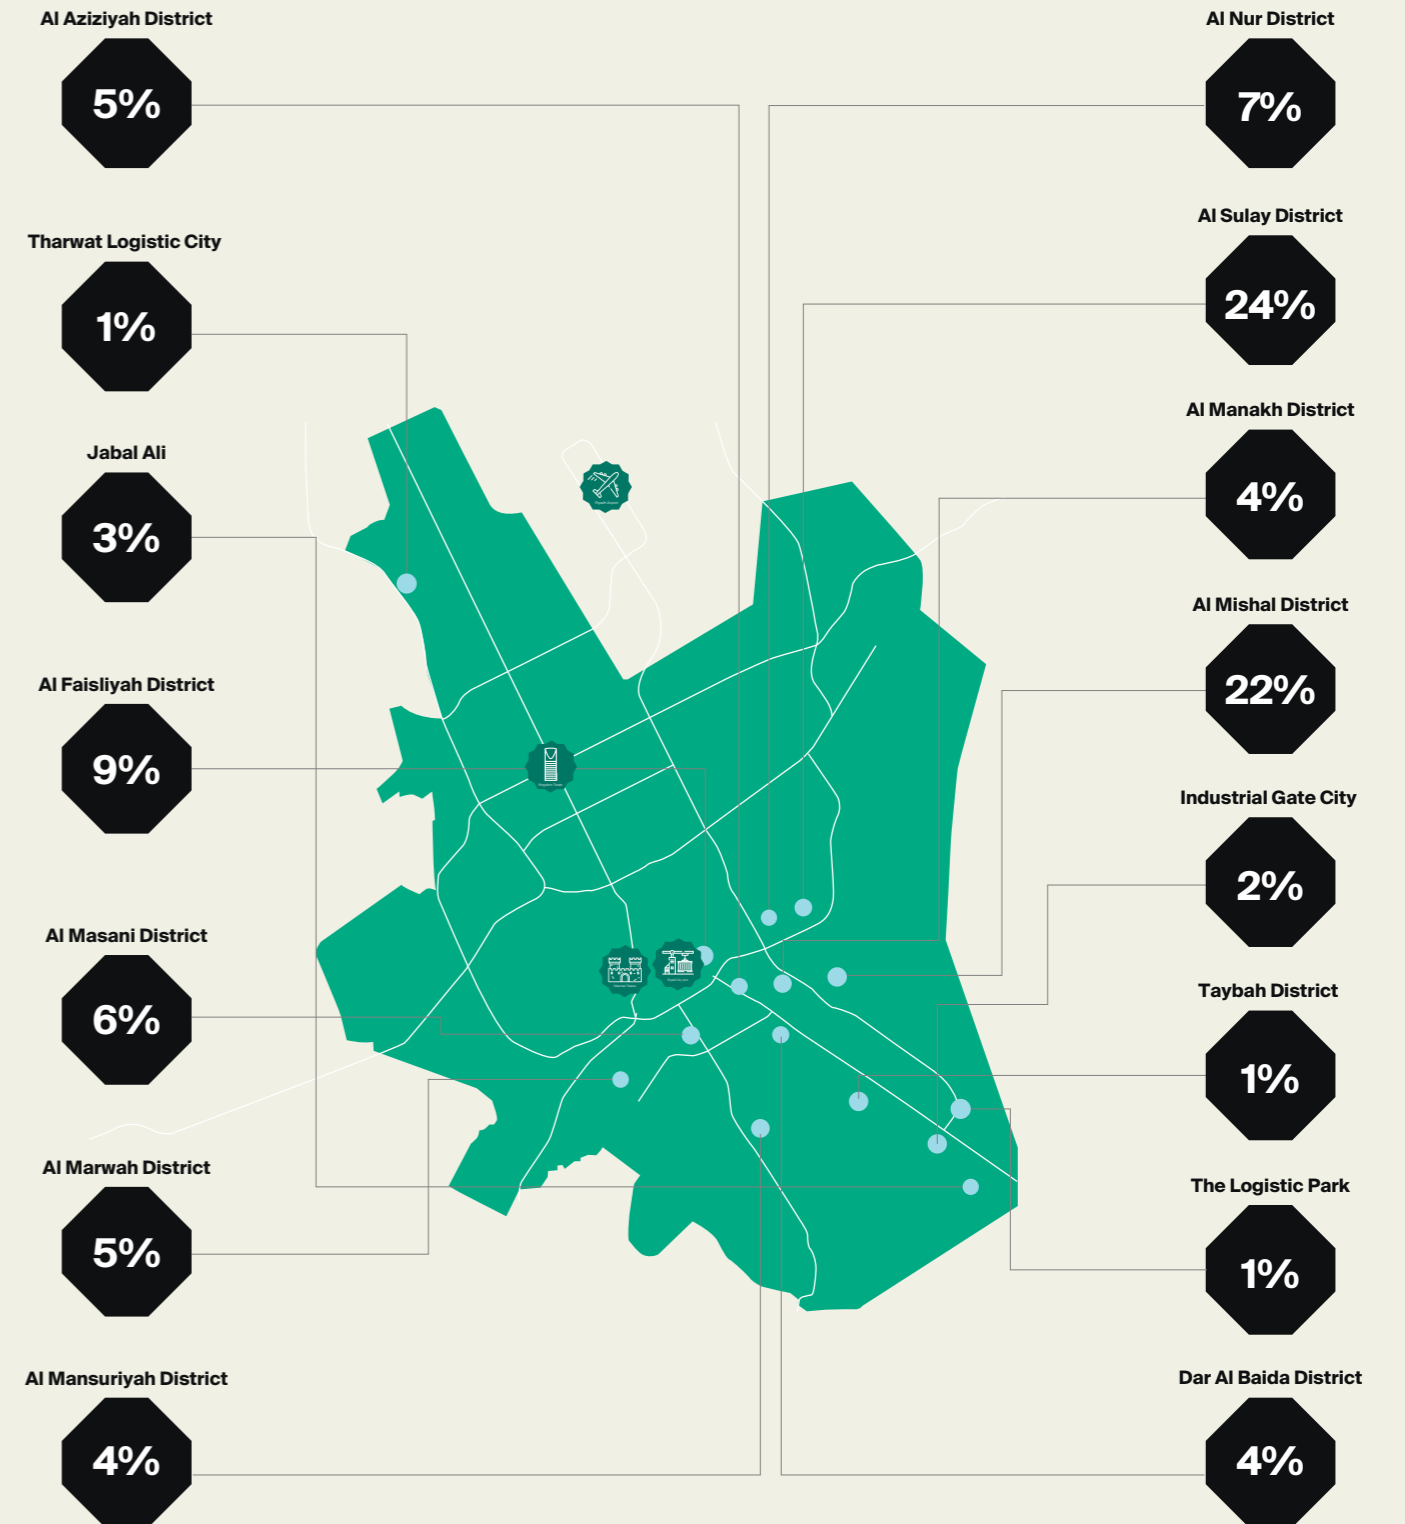 Al Aziziyah District
5%
Tharwat Logistic City
1%
Jabal Ali
3%
Al Faisliyah District
9%
Al Masani District
6%
Al Marwah District
5%
Al Mansuriyah District
4%
Al Nur District
7%
Al Sulay District
24%
Al Manakh District
4%
Al Mishal District
22%
Industrial Gate City
2%
Taybah District
1%
The Logistic Park
1%
Dar Al Baida District
4%